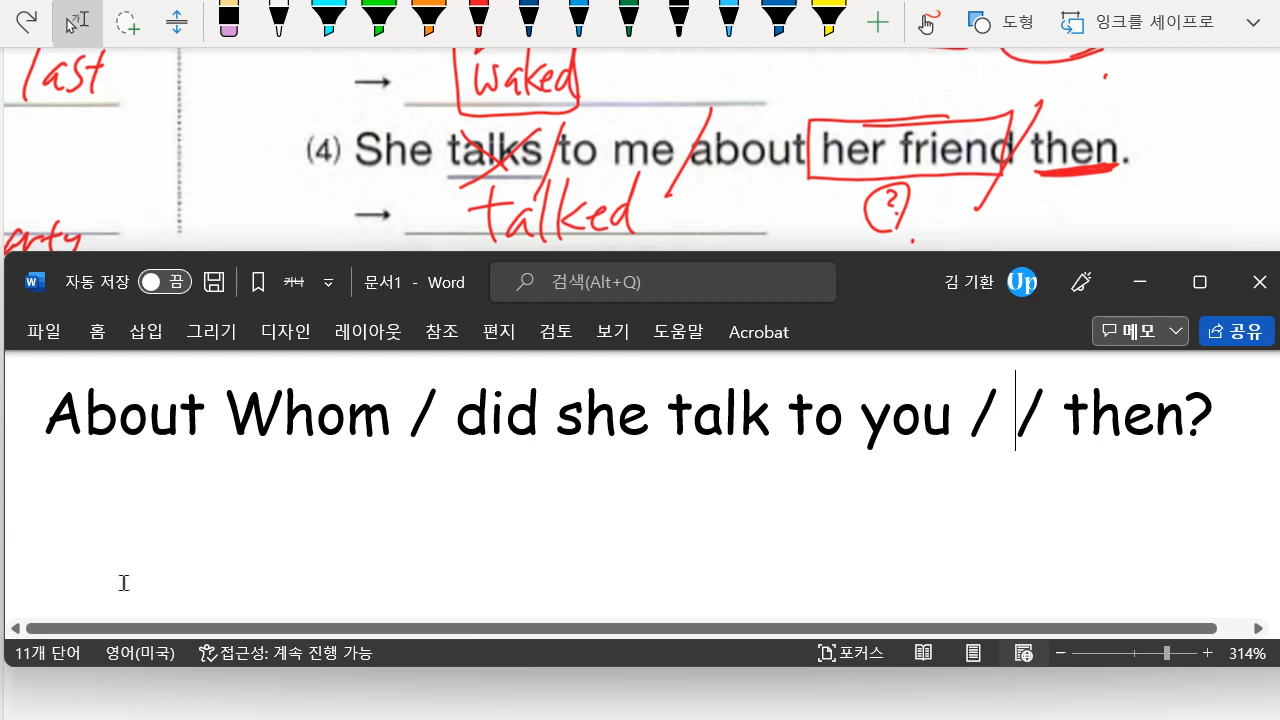 도형
잉크를 셰이프로
last
→ waked
(4) She talks to me about her friend then.
?
→ talked
arty
자동 저장 끔 가나 문서1 - Word 검색(Alt+Q) 김 기환 Up
파일 홈 삽입 그리기 디자인 레이아웃 참조 편지 검토 보기 도움말 Acrobat 메모 공유
About Whom / did she talk to you / / then?
11개 단어 영어(미국) 접근성: 계속 진행 가능 포커스 314%